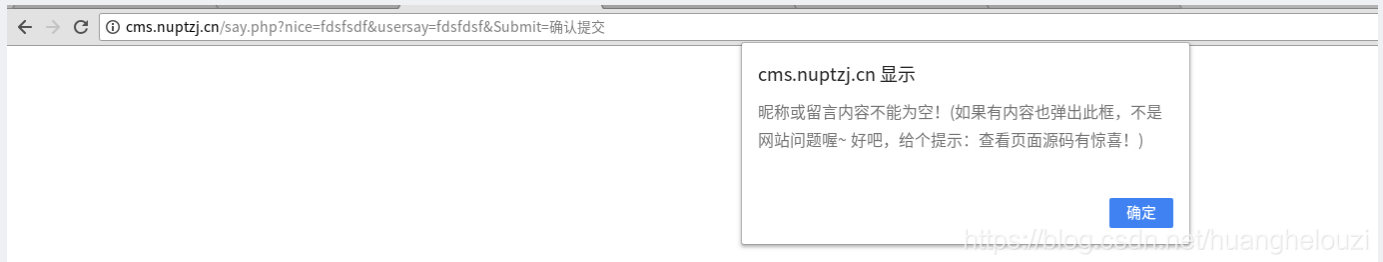 cms.nuptzj.cn/say.php?nice=fdsfsdf&usersay=fdsfdsf&Submit=确认提交
cms.nuptzj.cn 显示
昵称或留言内容不能为空！(如果有内容也弹出此框，不是
网站问题喔~ 好吧，给个提示：查看页面源码有惊喜！)
确定
https://blog.csdn.net/huanghelouzi